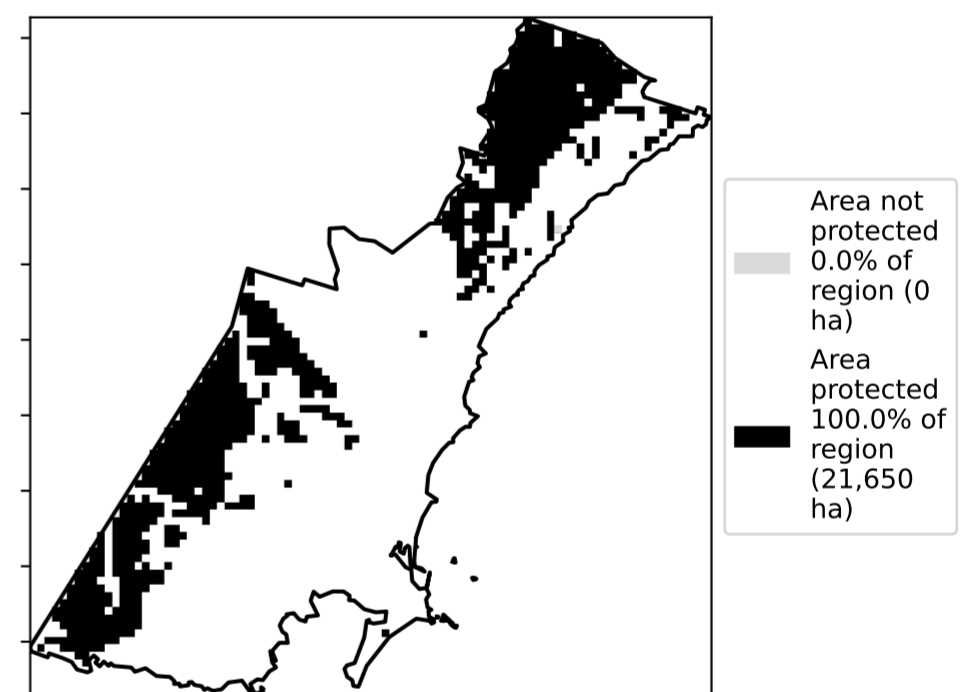 Area not
protected
0.0% of
region (0
ha)
Area
protected
100.0% of
region
(21,650
ha)